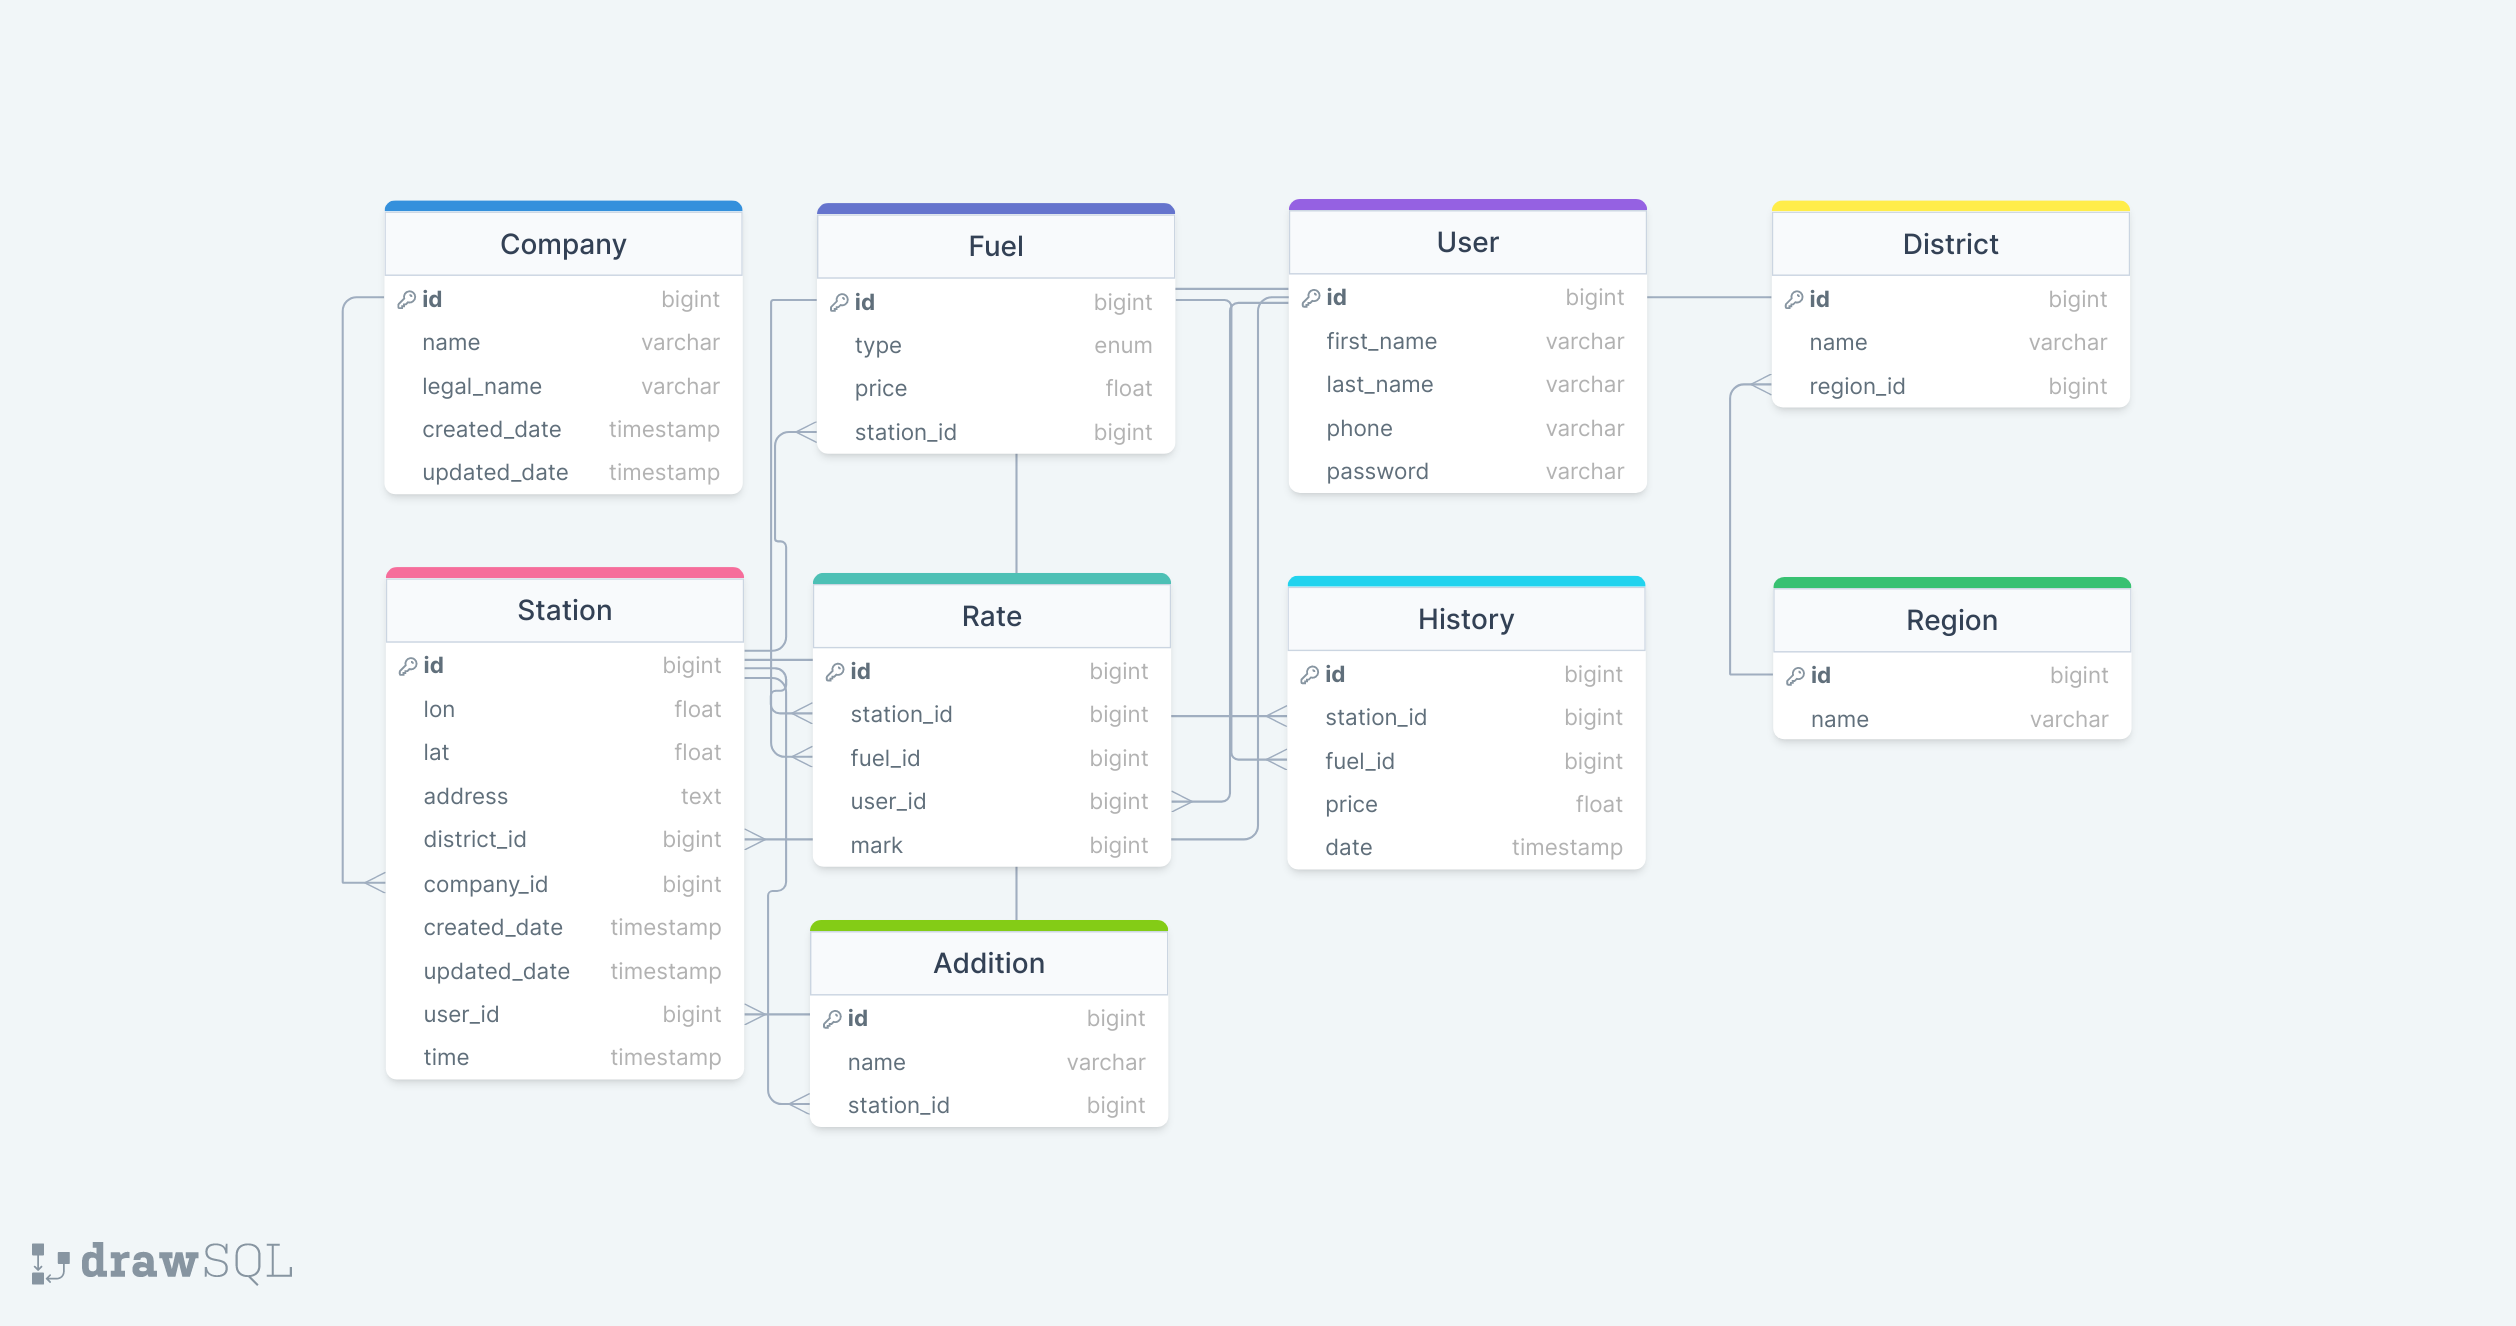 Company
id bigint
name varchar
legal_name varchar
created_date timestamp
updated_date timestamp
Fuel
id bigint
type enum
price float
station_id bigint
User
id bigint
first_name varchar
last_name varchar
phone varchar
password varchar
District
id bigint
name varchar
region_id bigint
Station
id bigint
lon float
lat float
address text
district_id bigint
company_id bigint
created_date timestamp
updated_date timestamp
user_id bigint
time timestamp
Rate
id bigint
station_id bigint
fuel_id bigint
user_id bigint
mark bigint
History
id bigint
station_id bigint
fuel_id bigint
price float
date timestamp
Region
id bigint
name varchar
Addition
id bigint
name varchar
station_id bigint
drawSQL